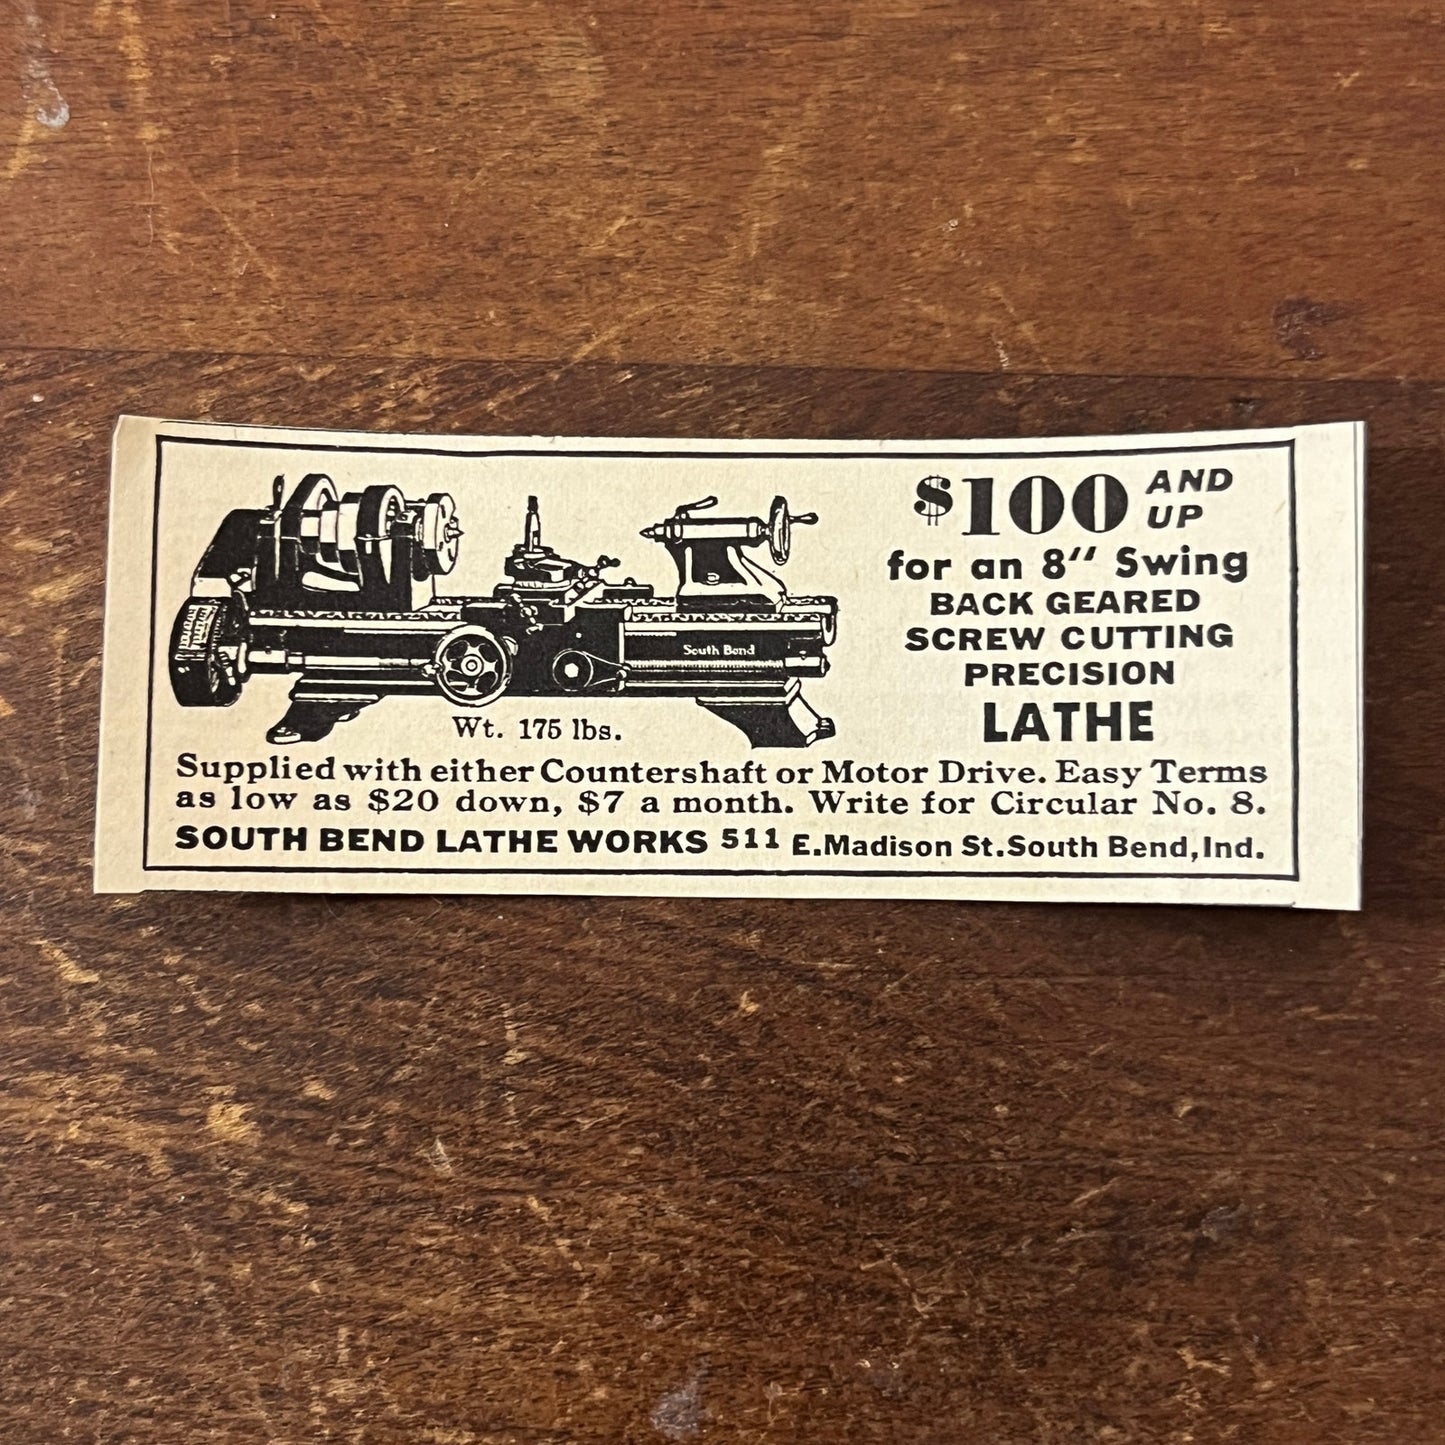 $100 AND UP
for an 8" Swing
BACK GEARED
SCREW CUTTING
PRECISION
LATHE
South Bend
Wt. 175 lbs.
Supplied with either Countershaft or Motor Drive. Easy Terms
as low as $20 down, $7 a month. Write for Circular No. 8.
SOUTH BEND LATHE WORKS 511 E. Madison St. South Bend, Ind.